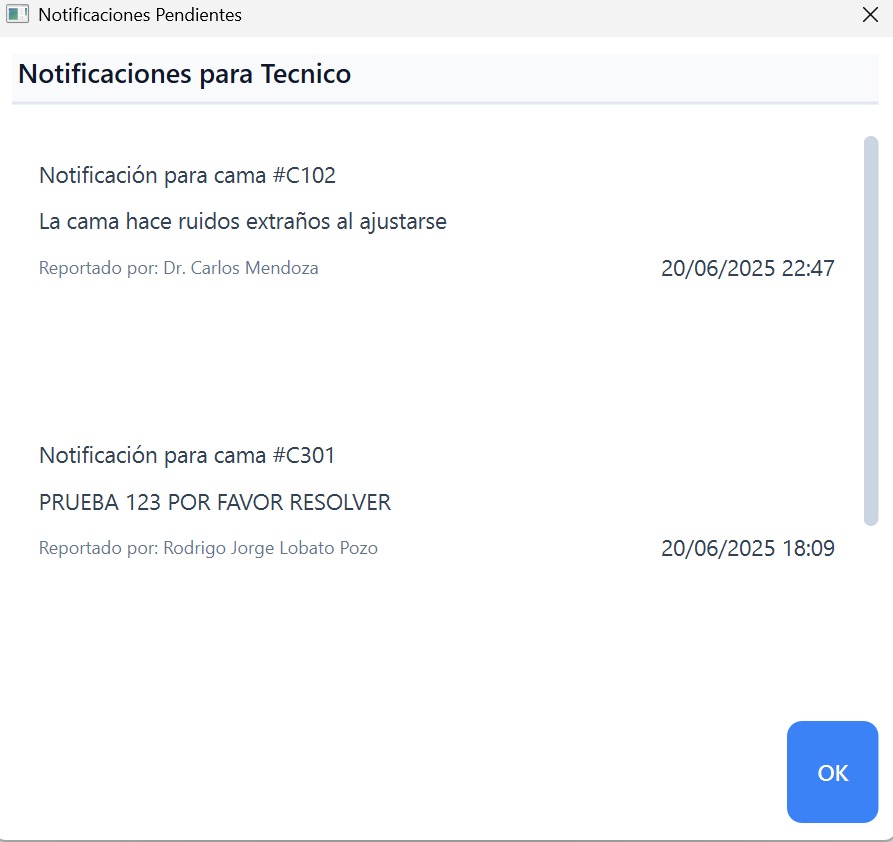 Notificaciones Pendientes
Notificaciones para Tecnico
Notificación para cama #C102
La cama hace ruidos extraños al ajustarse
Reportado por: Dr. Carlos Mendoza 20/06/2025 22:47
Notificación para cama #C301
PRUEBA 123 POR FAVOR RESOLVER
Reportado por: Rodrigo Jorge Lobato Pozo 20/06/2025 18:09
OK